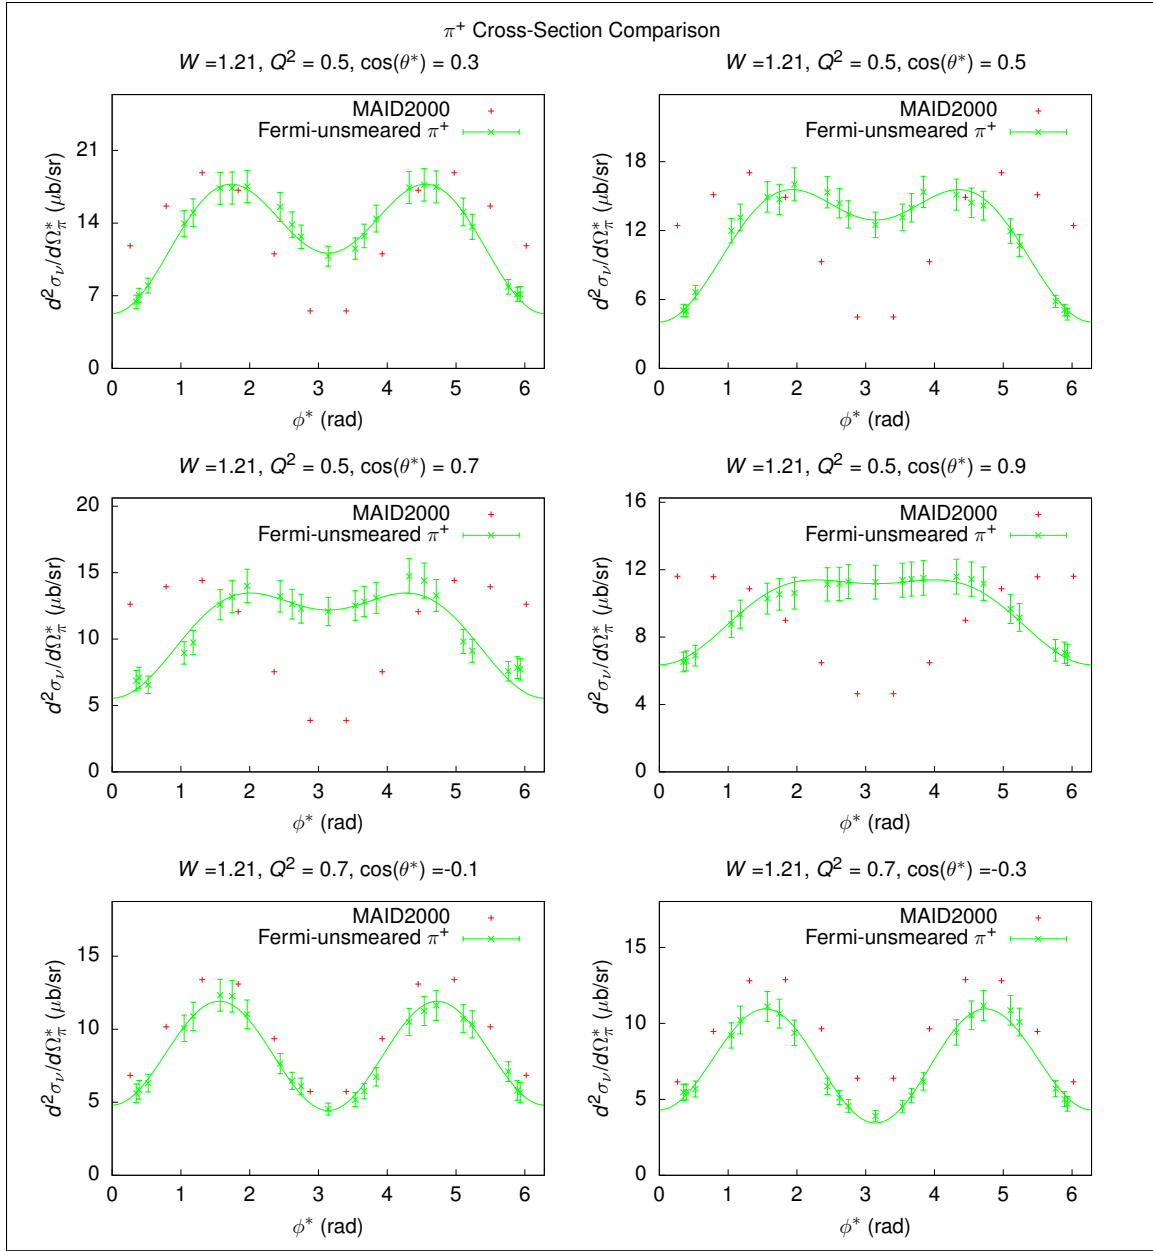 π⁺ Cross-Section Comparison
W =1.21, Q² = 0.5, cos(θ*) = 0.3
MAID2000
Fermi-unsmeared π⁺
d²σᵥ/dΩ*π (μb/sr)
21
14
7
0
0 1 2 3 4 5 6
ϕ* (rad)
W =1.21, Q² = 0.5, cos(θ*) = 0.5
MAID2000
Fermi-unsmeared π⁺
d²σᵥ/dΩ*π (μb/sr)
18
12
6
0
0 1 2 3 4 5 6
ϕ* (rad)
W =1.21, Q² = 0.5, cos(θ*) = 0.7
MAID2000
Fermi-unsmeared π⁺
d²σᵥ/dΩ*π (μb/sr)
20
15
10
5
0
0 1 2 3 4 5 6
ϕ* (rad)
W =1.21, Q² = 0.5, cos(θ*) = 0.9
MAID2000
Fermi-unsmeared π⁺
d²σᵥ/dΩ*π (μb/sr)
16
12
8
4
0
0 1 2 3 4 5 6
ϕ* (rad)
W =1.21, Q² = 0.7, cos(θ*) =-0.1
MAID2000
Fermi-unsmeared π⁺
d²σᵥ/dΩ*π (μb/sr)
15
10
5
0
0 1 2 3 4 5 6
ϕ* (rad)
W =1.21, Q² = 0.7, cos(θ*) =-0.3
MAID2000
Fermi-unsmeared π⁺
d²σᵥ/dΩ*π (μb/sr)
15
10
5
0
0 1 2 3 4 5 6
ϕ* (rad)